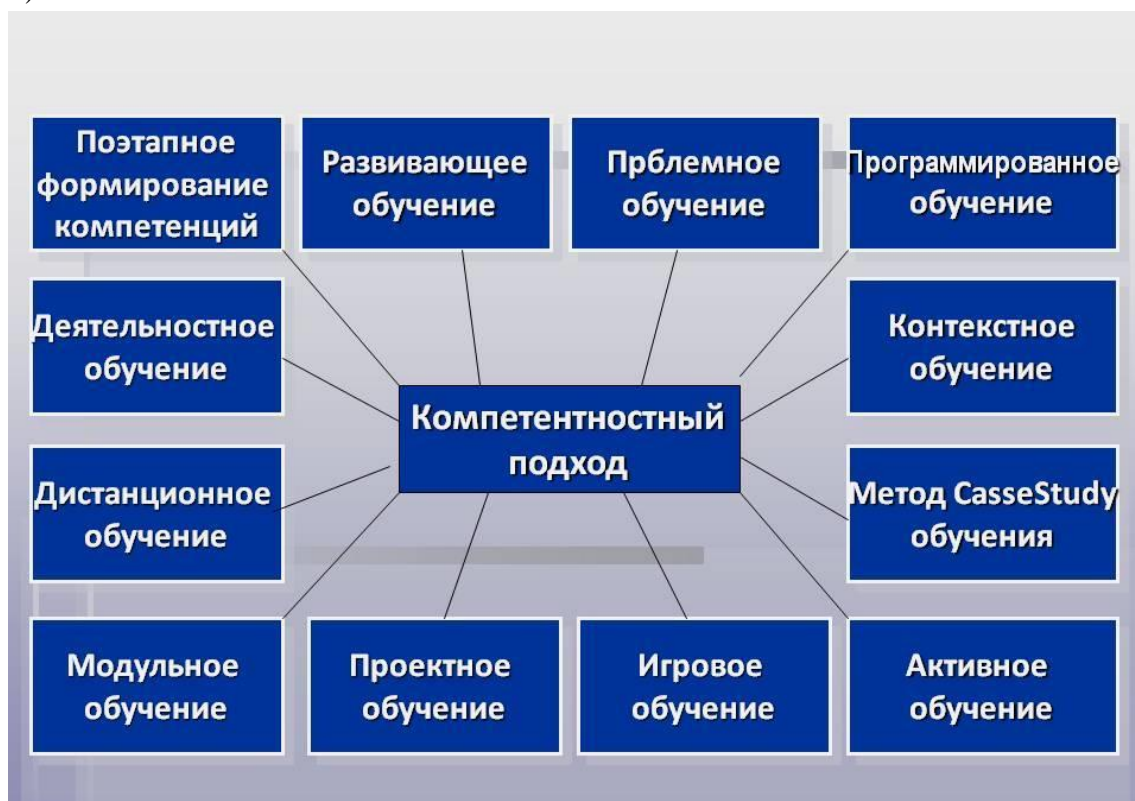 Поэтапное
формирование
компетенций
Развивающее
обучение
Прблемное
обучение
Программированное
обучение
Деятельностное
обучение
Контекстное
обучение
Компетентностный
подход
Дистанционное
обучение
Метод CasseStudy
обучения
Модульное
обучение
Проектное
обучение
Игровое
обучение
Активное
обучение